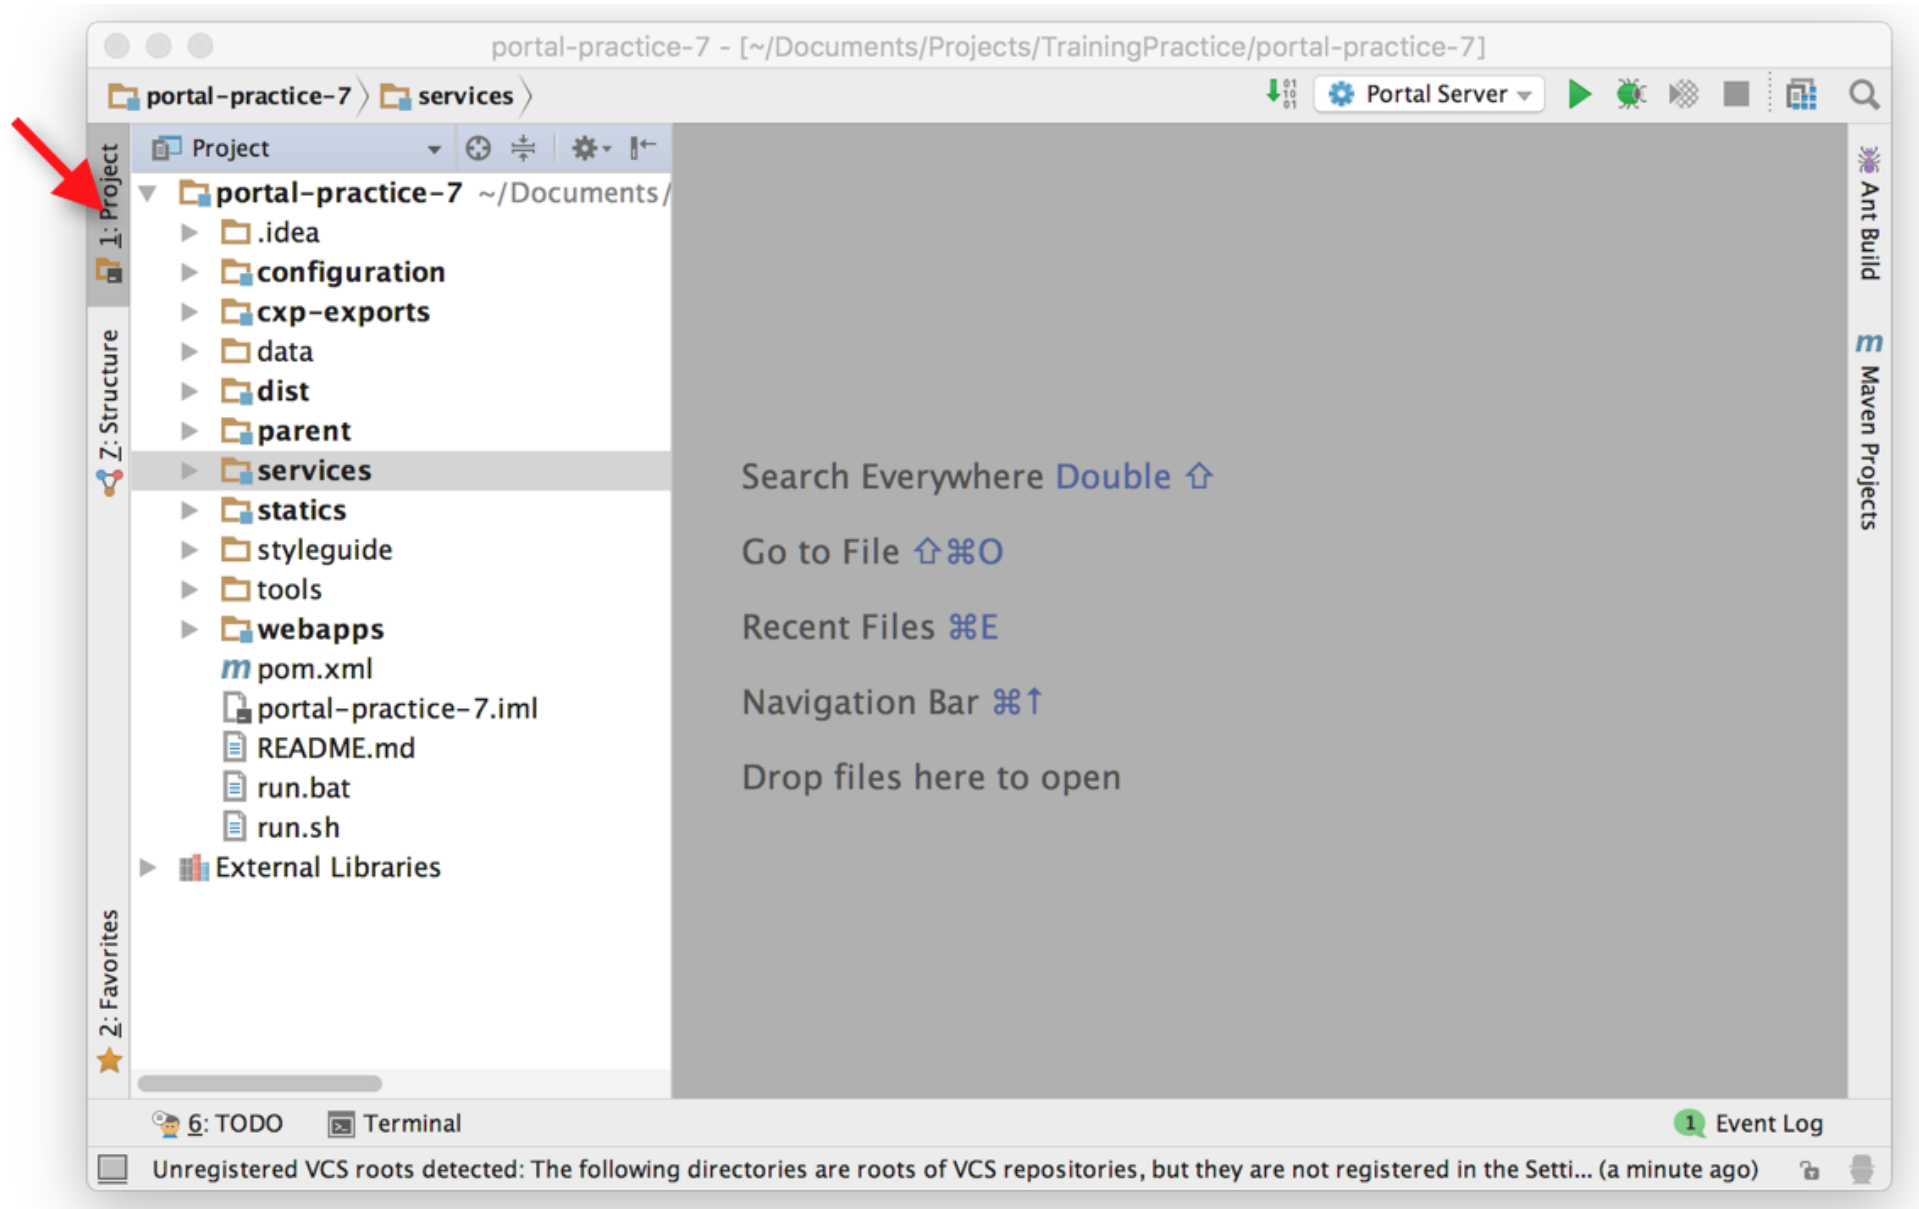 portal-practice-7 - [~/Documents/Projects/TrainingPractice/portal-practice-7]
portal-practice-7 services
Portal Server
1: Project
Z: Structure
2: Favorites
Project
portal-practice-7 ~/Documents/
.idea
configuration
cxp-exports
data
dist
parent
services
statics
styleguide
tools
webapps
m pom.xml
portal-practice-7.iml
README.md
run.bat
run.sh
External Libraries
Search Everywhere Double ⇧
Go to File ⇧⌘O
Recent Files ⌘E
Navigation Bar ⌘↑
Drop files here to open
Ant Build
m Maven Projects
6: TODO
Terminal
1 Event Log
Unregistered VCS roots detected: The following directories are roots of VCS repositories, but they are not registered in the Setti... (a minute ago)